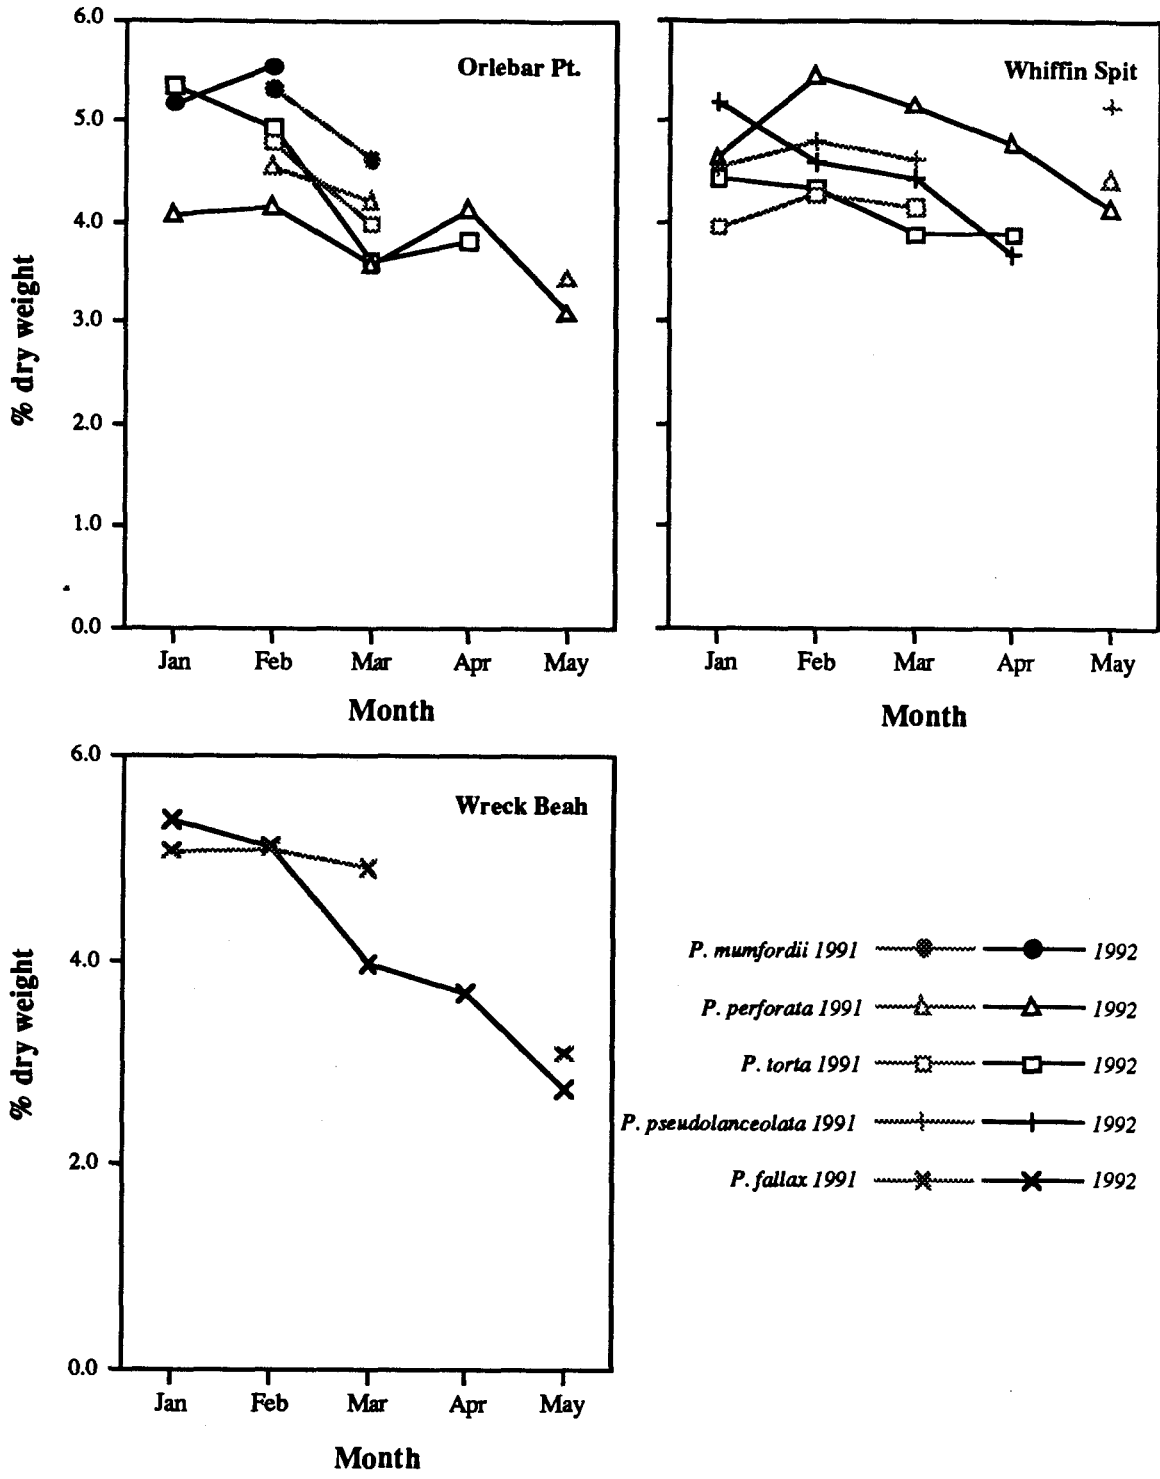 Orlebar Pt.
% dry weight
6.0
5.0
4.0
3.0
2.0
1.0
0.0
Jan Feb Mar Apr May
Month
Whiffin Spit
Jan Feb Mar Apr May
Month
Wreck Beah
% dry weight
6.0
4.0
2.0
0.0
Jan Feb Mar Apr May
Month
P. mumfordii 1991 1992
P. perforata 1991 1992
P. torta 1991 1992
P. pseudolanceolata 1991 1992
P. fallax 1991 1992